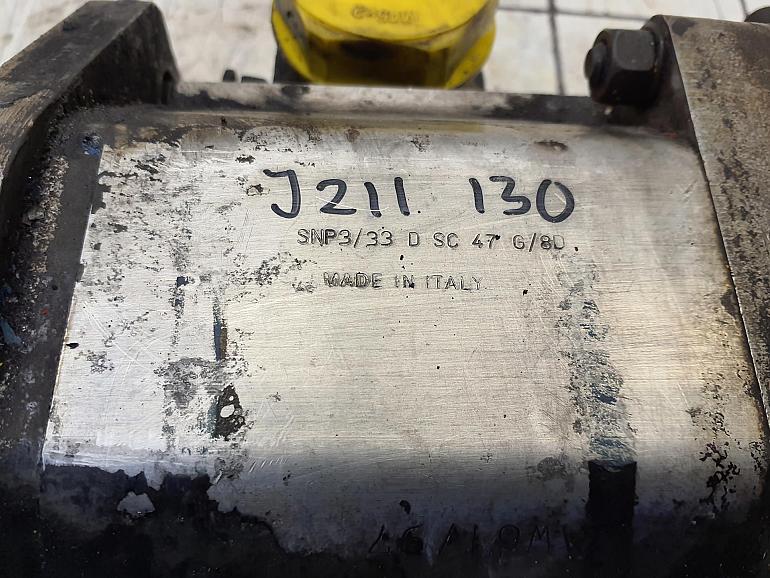 J211 130
SNP3/33 D SC 47 G/8D
MADE IN ITALY